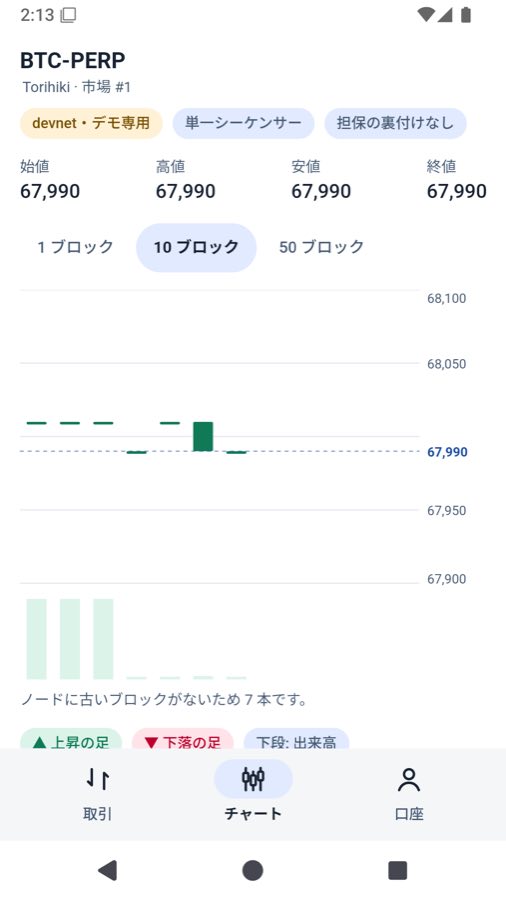 2:13
BTC-PERP
Torihiki · 市場 #1
devnet・デモ専用 単一シーケンサー 担保の裏付けなし
始値 高値 安値 終値
67,990 67,990 67,990 67,990
1 ブロック 10 ブロック 50 ブロック
68,100
68,050
67,990
67,950
67,900
ノードに古いブロックがないため 7 本です。
▲ 上昇の足 ▼ 下落の足 下段: 出来高
取引 チャート 口座